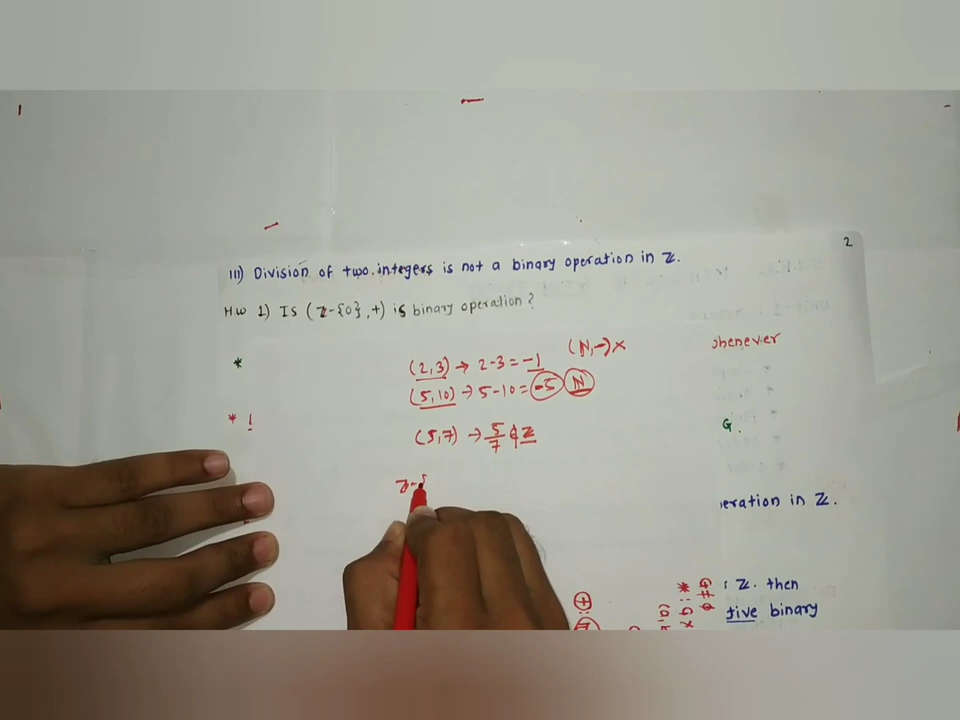 2
III) Division of two integers is not a binary operation in Z.
H.W 1) Is (Z-{0}, +) is binary operation?
(2,3) → 2-3 = -1 (N,-) x
whenever
*
(5,10) → 5-10 = -5 N
* !
(5,7) → 5/7 ∉ Z
G.
Z-{
eration in Z.
Z. then
tive binary
G≠φ
*: G x